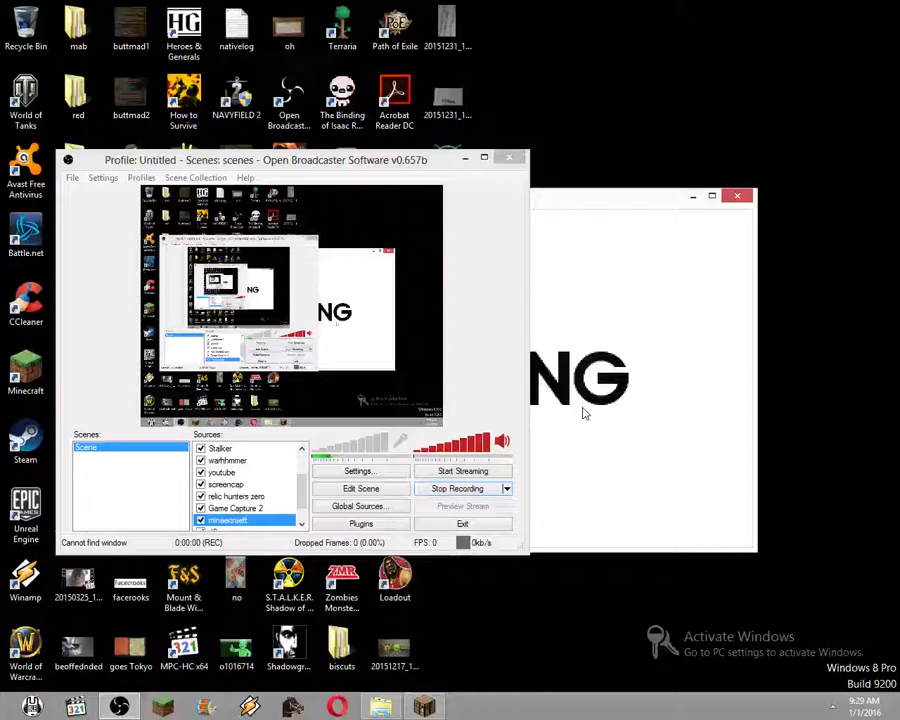 Recycle Bin
mab
buttmad1
Heroes & Generals
nativelog
oh
Terraria
Path of Exile
20151231_1...
World of Tanks
red
buttmad2
How to Survive
NAVYFIELD 2
Open Broadcast...
The Binding of Isaac R...
Acrobat Reader DC
20151231_1...
Avast Free Antivirus
Battle.net
CCleaner
Minecraft
Steam
Unreal Engine
Profile: Untitled - Scenes: scenes - Open Broadcaster Software v0.657b
File Settings Profiles Scene Collection Help
NG
Scenes:
Scene
Sources:
Stalker
warhhmmer
youtube
screencap
relic hunters zero
Game Capture 2
minaecraeft
Settings...
Start Streaming
Edit Scene
Stop Recording
Global Sources...
Preview Stream
Plugins
Exit
Cannot find window
0:00:00 (REC)
Dropped Frames: 0 (0.00%)
FPS: 0
0kb/s
NG
Winamp
20150325_1...
facerooks
Mount & Blade Wi...
no
S.T.A.L.K.E.R. Shadow of ...
Zombies Monste...
Loadout
World of Warcra...
beoffednded
goes Tokyo
MPC-HC x64
o1016714
Shadowgr...
biscuts
20151217_1...
Activate Windows
Go to PC settings to activate Windows.
Windows 8 Pro
Build 9200
9:29 AM
1/1/2016